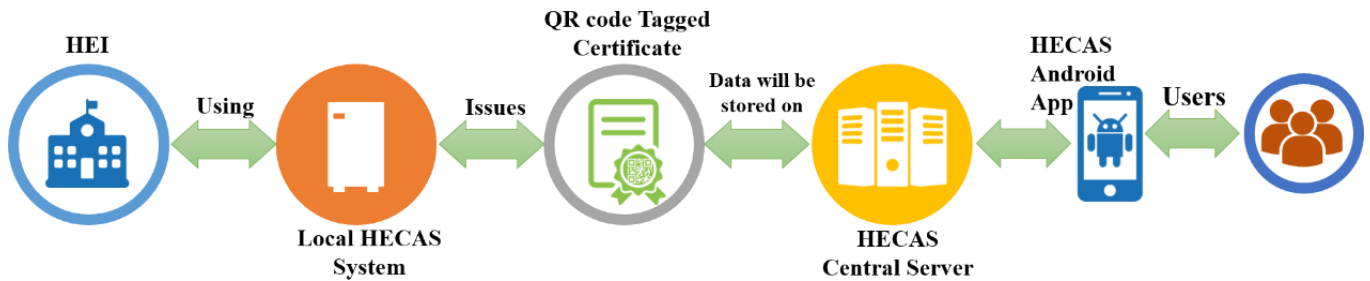 HEI
Using
Local HECAS
System
Issues
QR code Tagged
Certificate
Data will be
stored on
HECAS
Central Server
HECAS
Android
App
Users